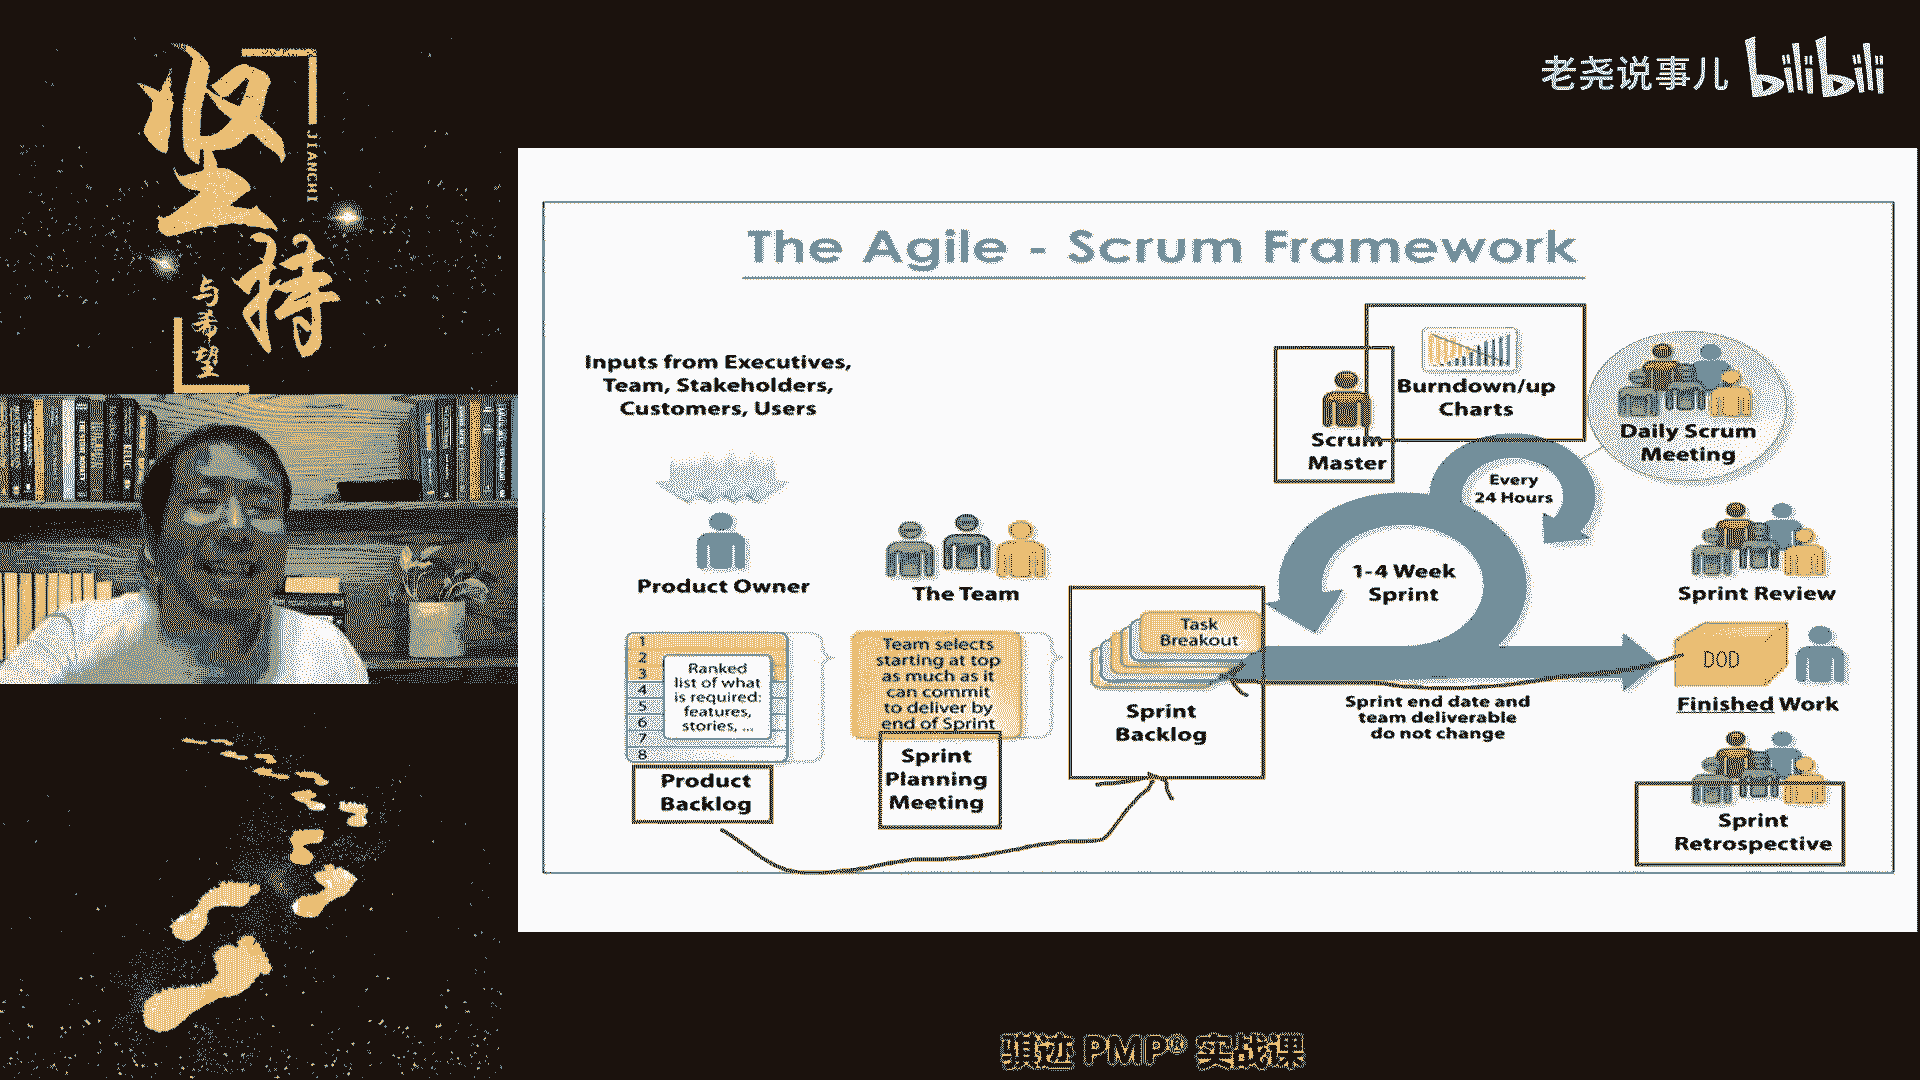 坚持
JIANCHI
与希望
老尧说事儿 bilibili
The Agile - Scrum Framework
Inputs from Executives,
Team, Stakeholders,
Customers, Users
Product Owner
The Team
1
2
3
4
5
6
7
8
Ranked
list of what
is required:
features,
stories, ...
Product
Backlog
Team selects
starting at top
as much as it
can commit
to deliver by
end of Sprint
Sprint
Planning
Meeting
Task
Breakout
Sprint
Backlog
Scrum
Master
Burndown/up
Charts
Every
24 Hours
1-4 Week
Sprint
Daily Scrum
Meeting
Sprint end date and
team deliverable
do not change
Sprint Review
DOD
Finished Work
Sprint
Retrospective
骐迹 PMP® 实战课